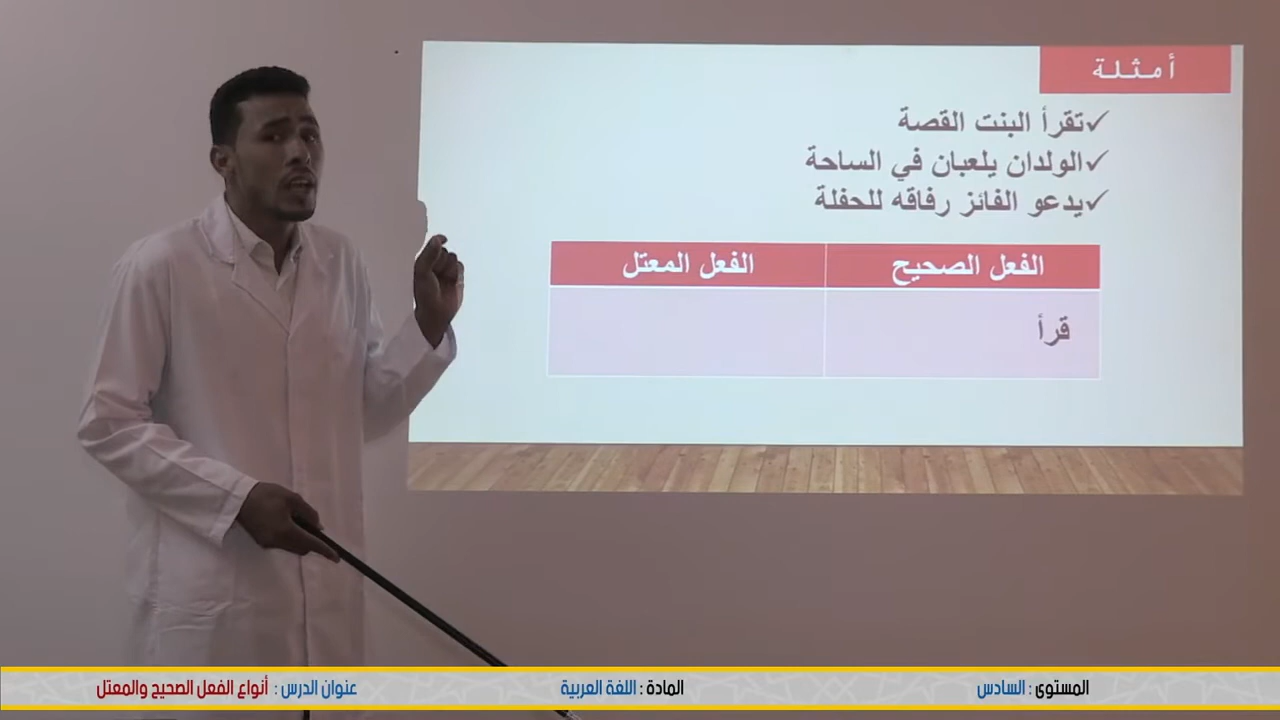 أمثلة
✓تقرأ البنت القصة
✓الولدان يلعبان في الساحة
✓يدعو الفائز رفاقه للحفلة
الفعل الصحيح الفعل المعتل
قرأ
المستوى : السادس المادة : اللغة العربية عنوان الدرس : أنواع الفعل الصحيح والمعتل